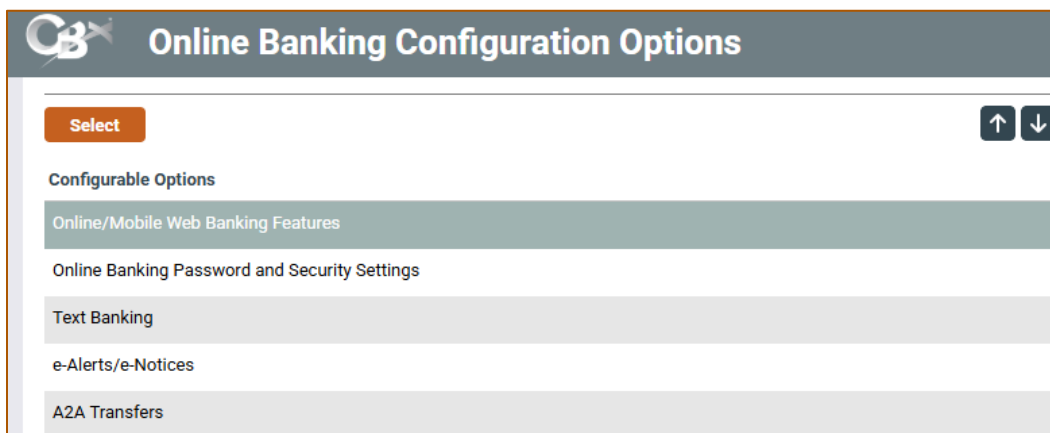 CBX Online Banking Configuration Options
Select
Configurable Options
Online/Mobile Web Banking Features
Online Banking Password and Security Settings
Text Banking
e-Alerts/e-Notices
A2A Transfers